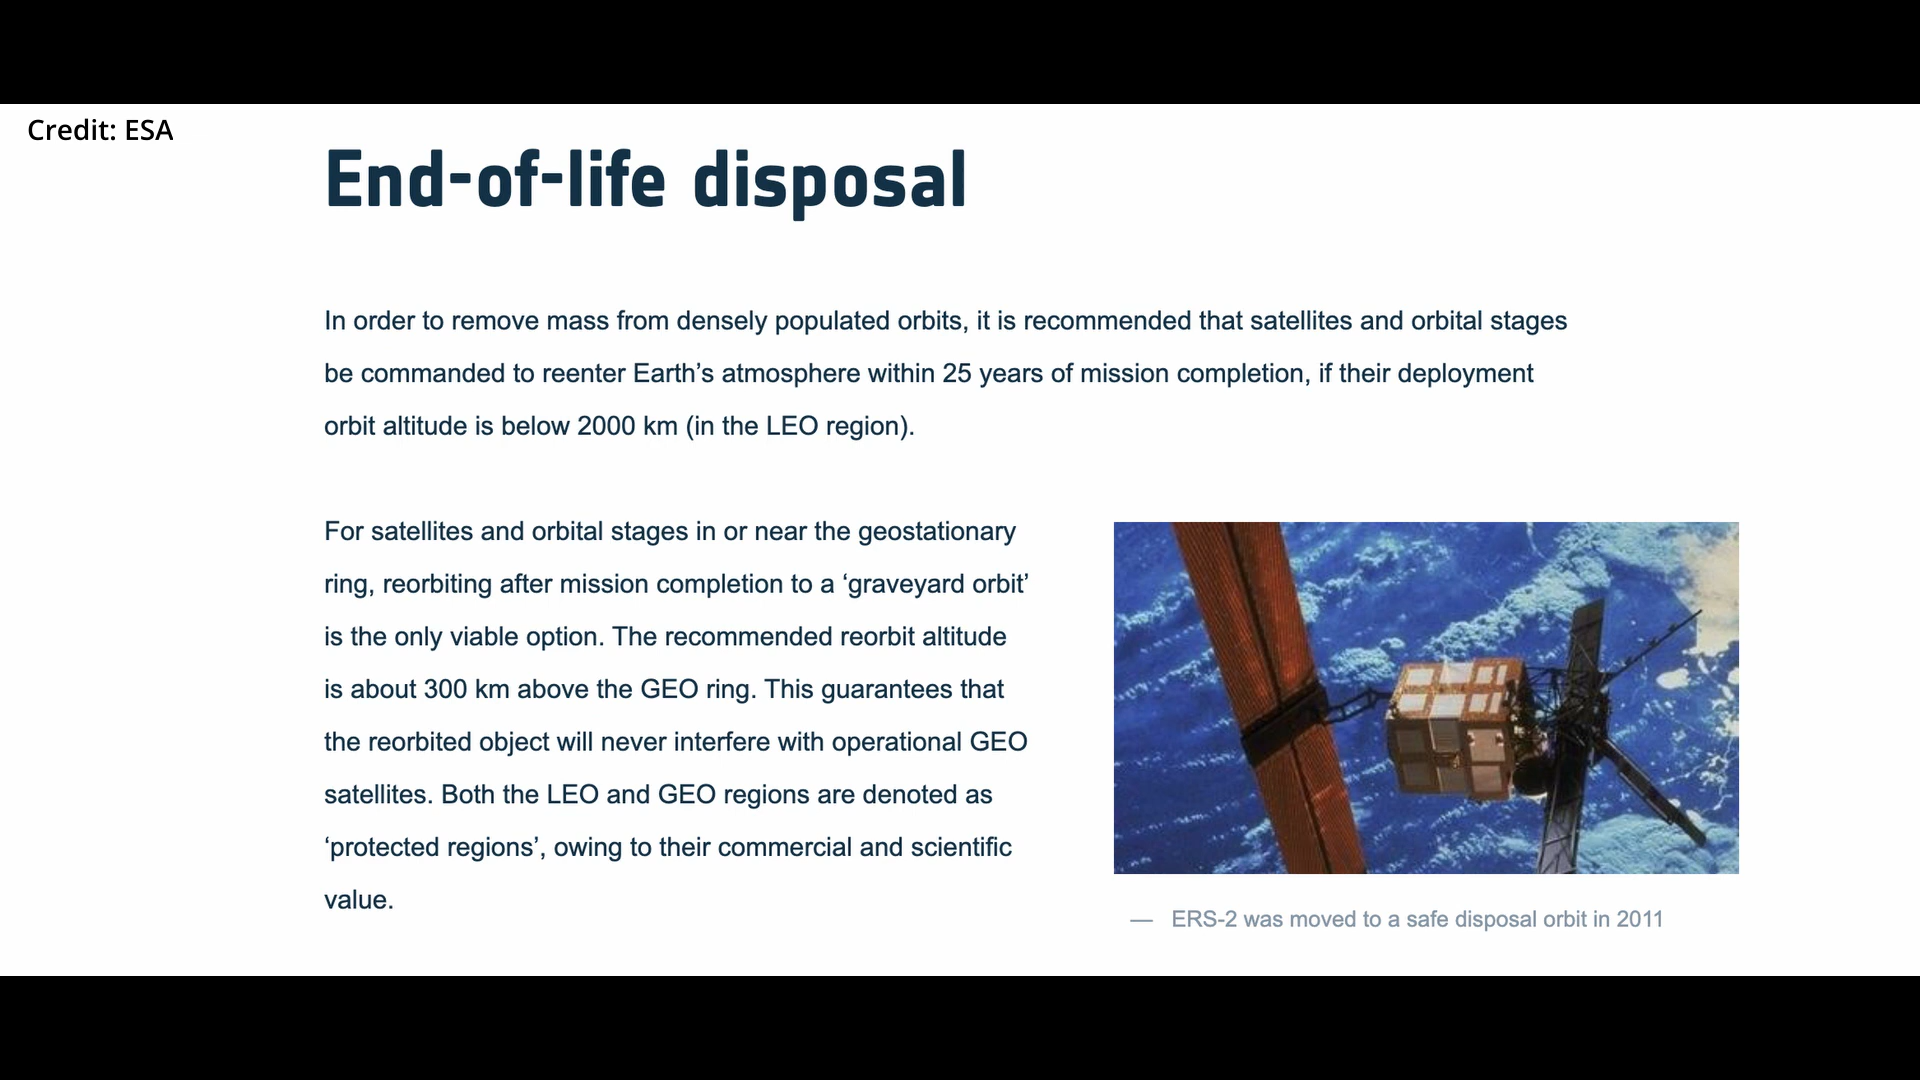 Credit: ESA
End-of-life disposal
In order to remove mass from densely populated orbits, it is recommended that satellites and orbital stages
be commanded to reenter Earth’s atmosphere within 25 years of mission completion, if their deployment
orbit altitude is below 2000 km (in the LEO region).
For satellites and orbital stages in or near the geostationary
ring, reorbiting after mission completion to a ‘graveyard orbit’
is the only viable option. The recommended reorbit altitude
is about 300 km above the GEO ring. This guarantees that
the reorbited object will never interfere with operational GEO
satellites. Both the LEO and GEO regions are denoted as
‘protected regions’, owing to their commercial and scientific
value.
— ERS-2 was moved to a safe disposal orbit in 2011